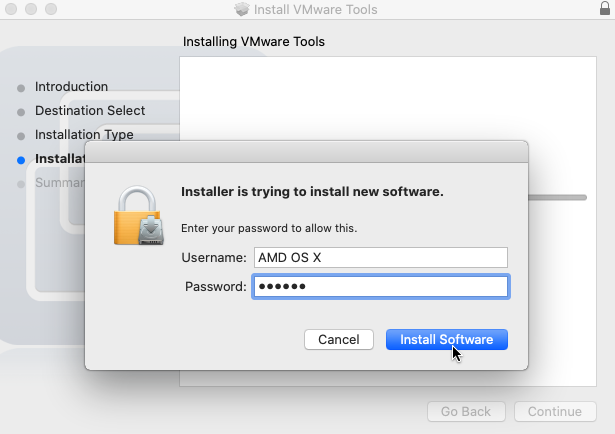 Install VMware Tools
Installing VMware Tools
Introduction
Destination Select
Installation Type
Summar
Installer is trying to install new software.
Enter your password to allow this.
Username: AMD OS X
Password: ••••••
Cancel Install Software
Go Back Continue